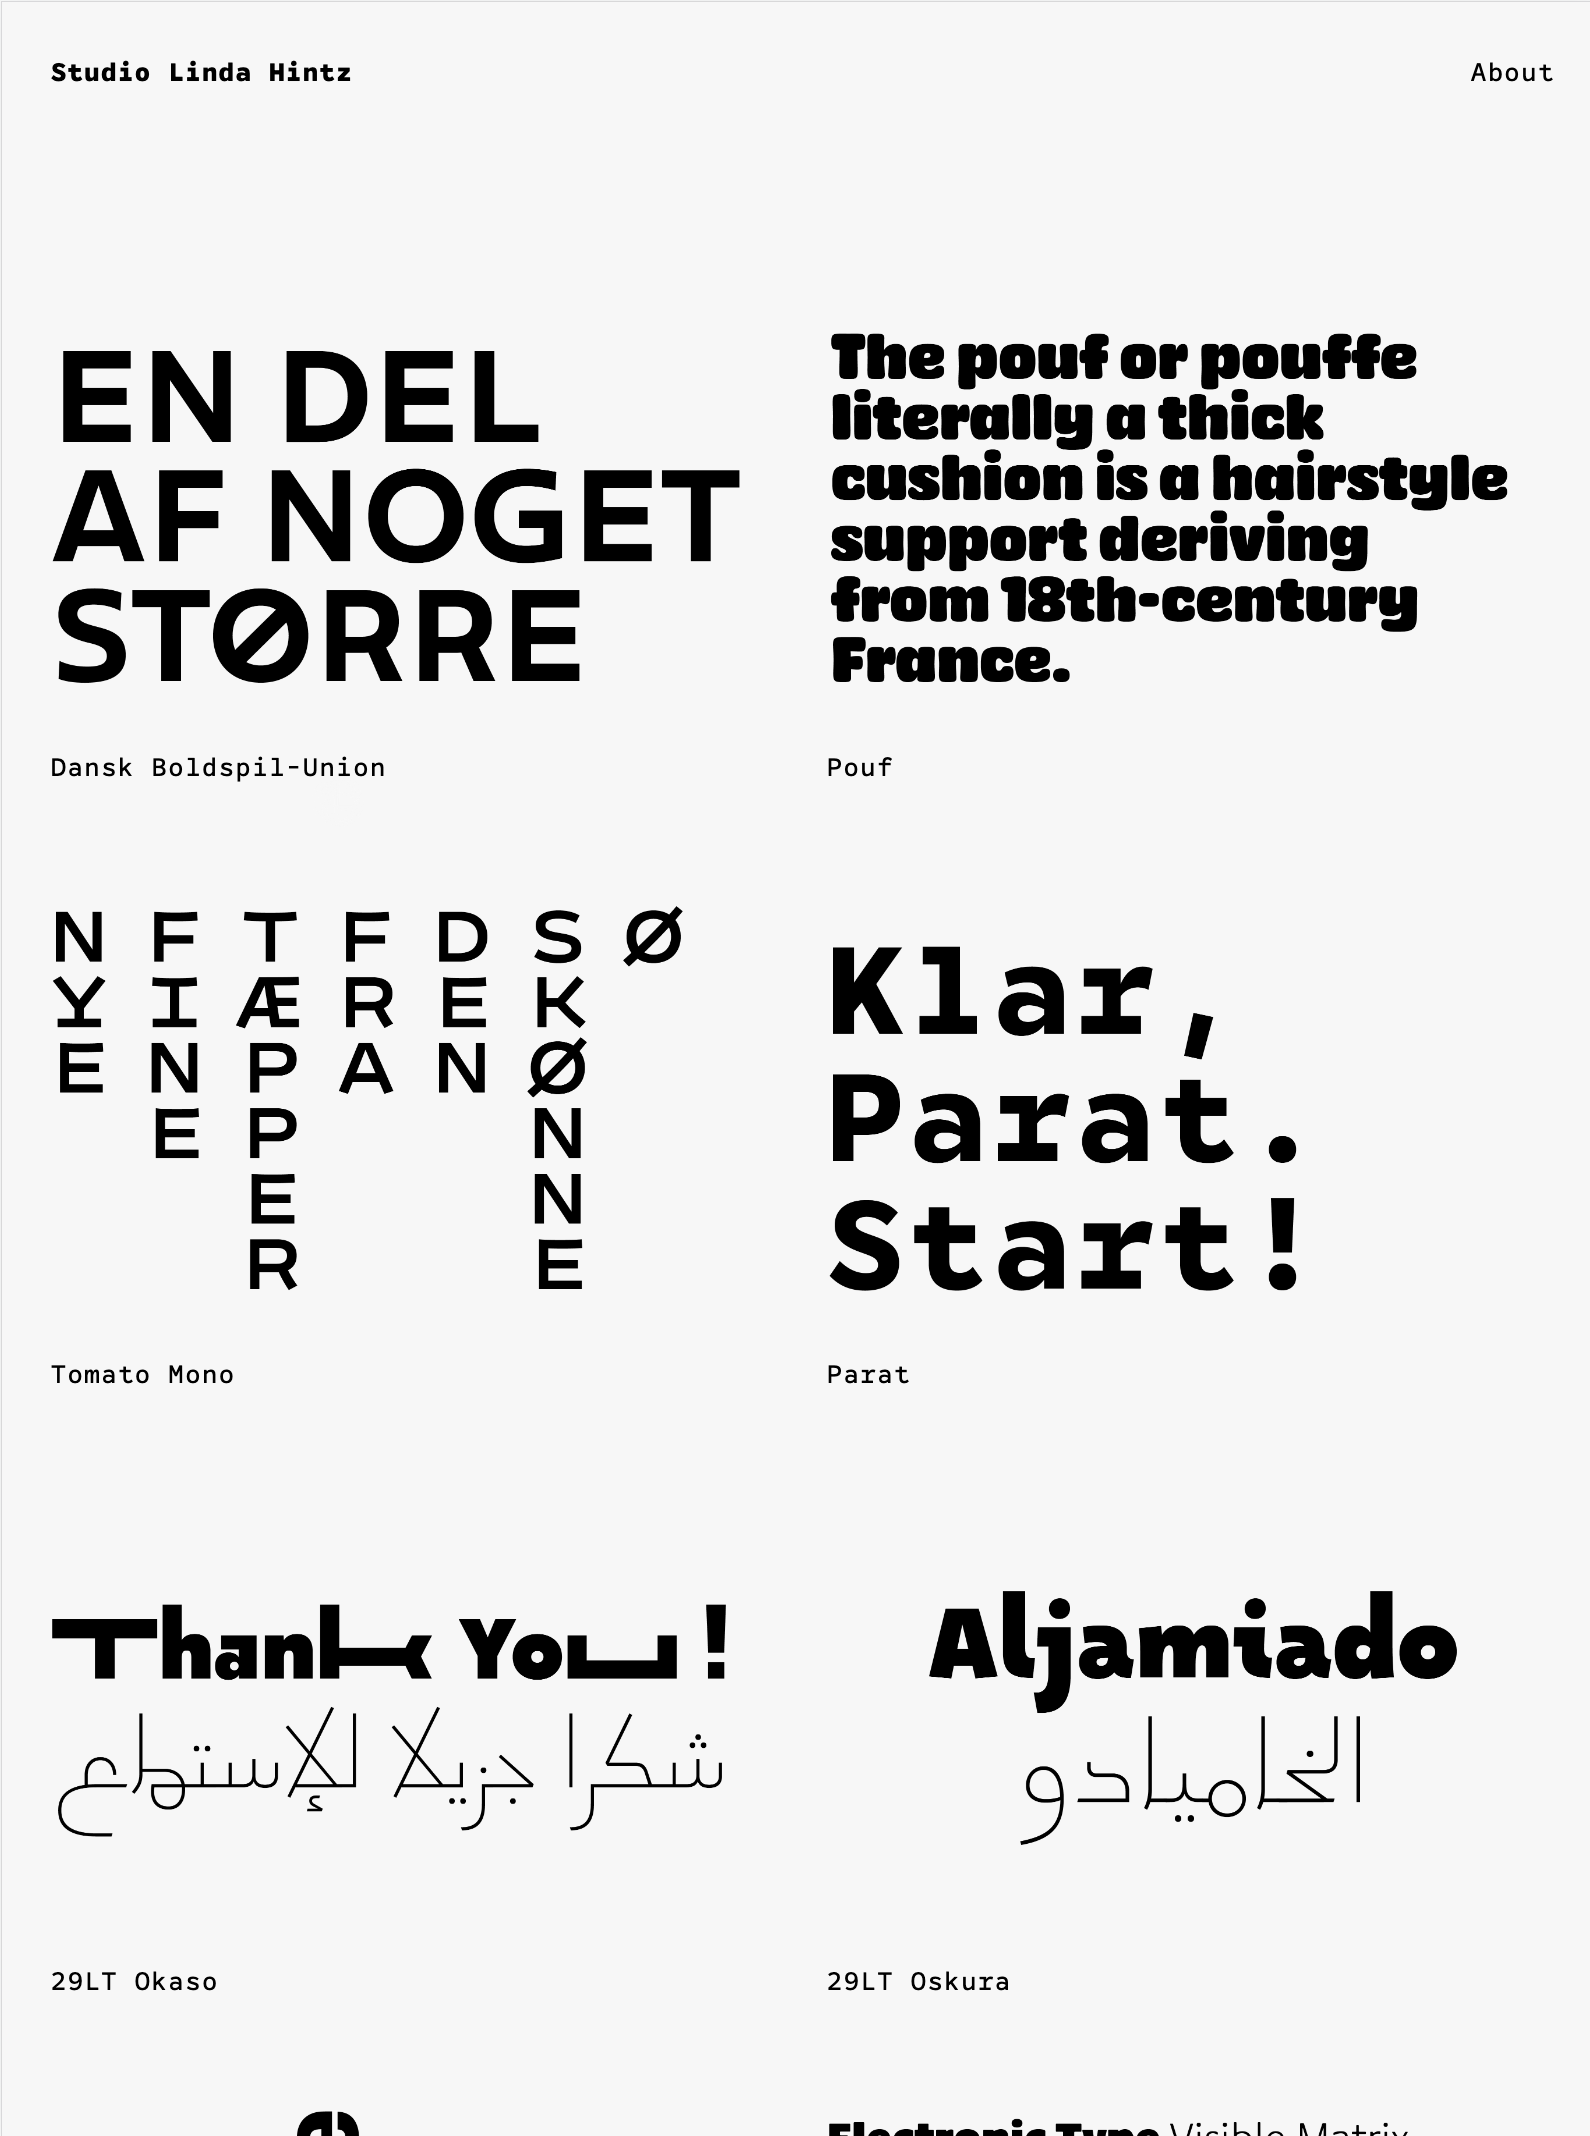 Studio Linda Hintz
About
EN DEL
AF NOGET
STØRRE
Dansk Boldspil-Union
The pouf or pouffe
literally a thick
cushion is a hairstyle
support deriving
from 18th-century
France.
Pouf
NYE
FINE
TÆPPER
FRA
DEN
SKØNNE
Ø
Tomato Mono
Klar,
Parat.
Start!
Parat
Thank You!
شكرا جزيلا للإستماع
29LT Okaso
Aljamiado
الخاميادو
29LT Oskura
Electronic Type Visible Matrix